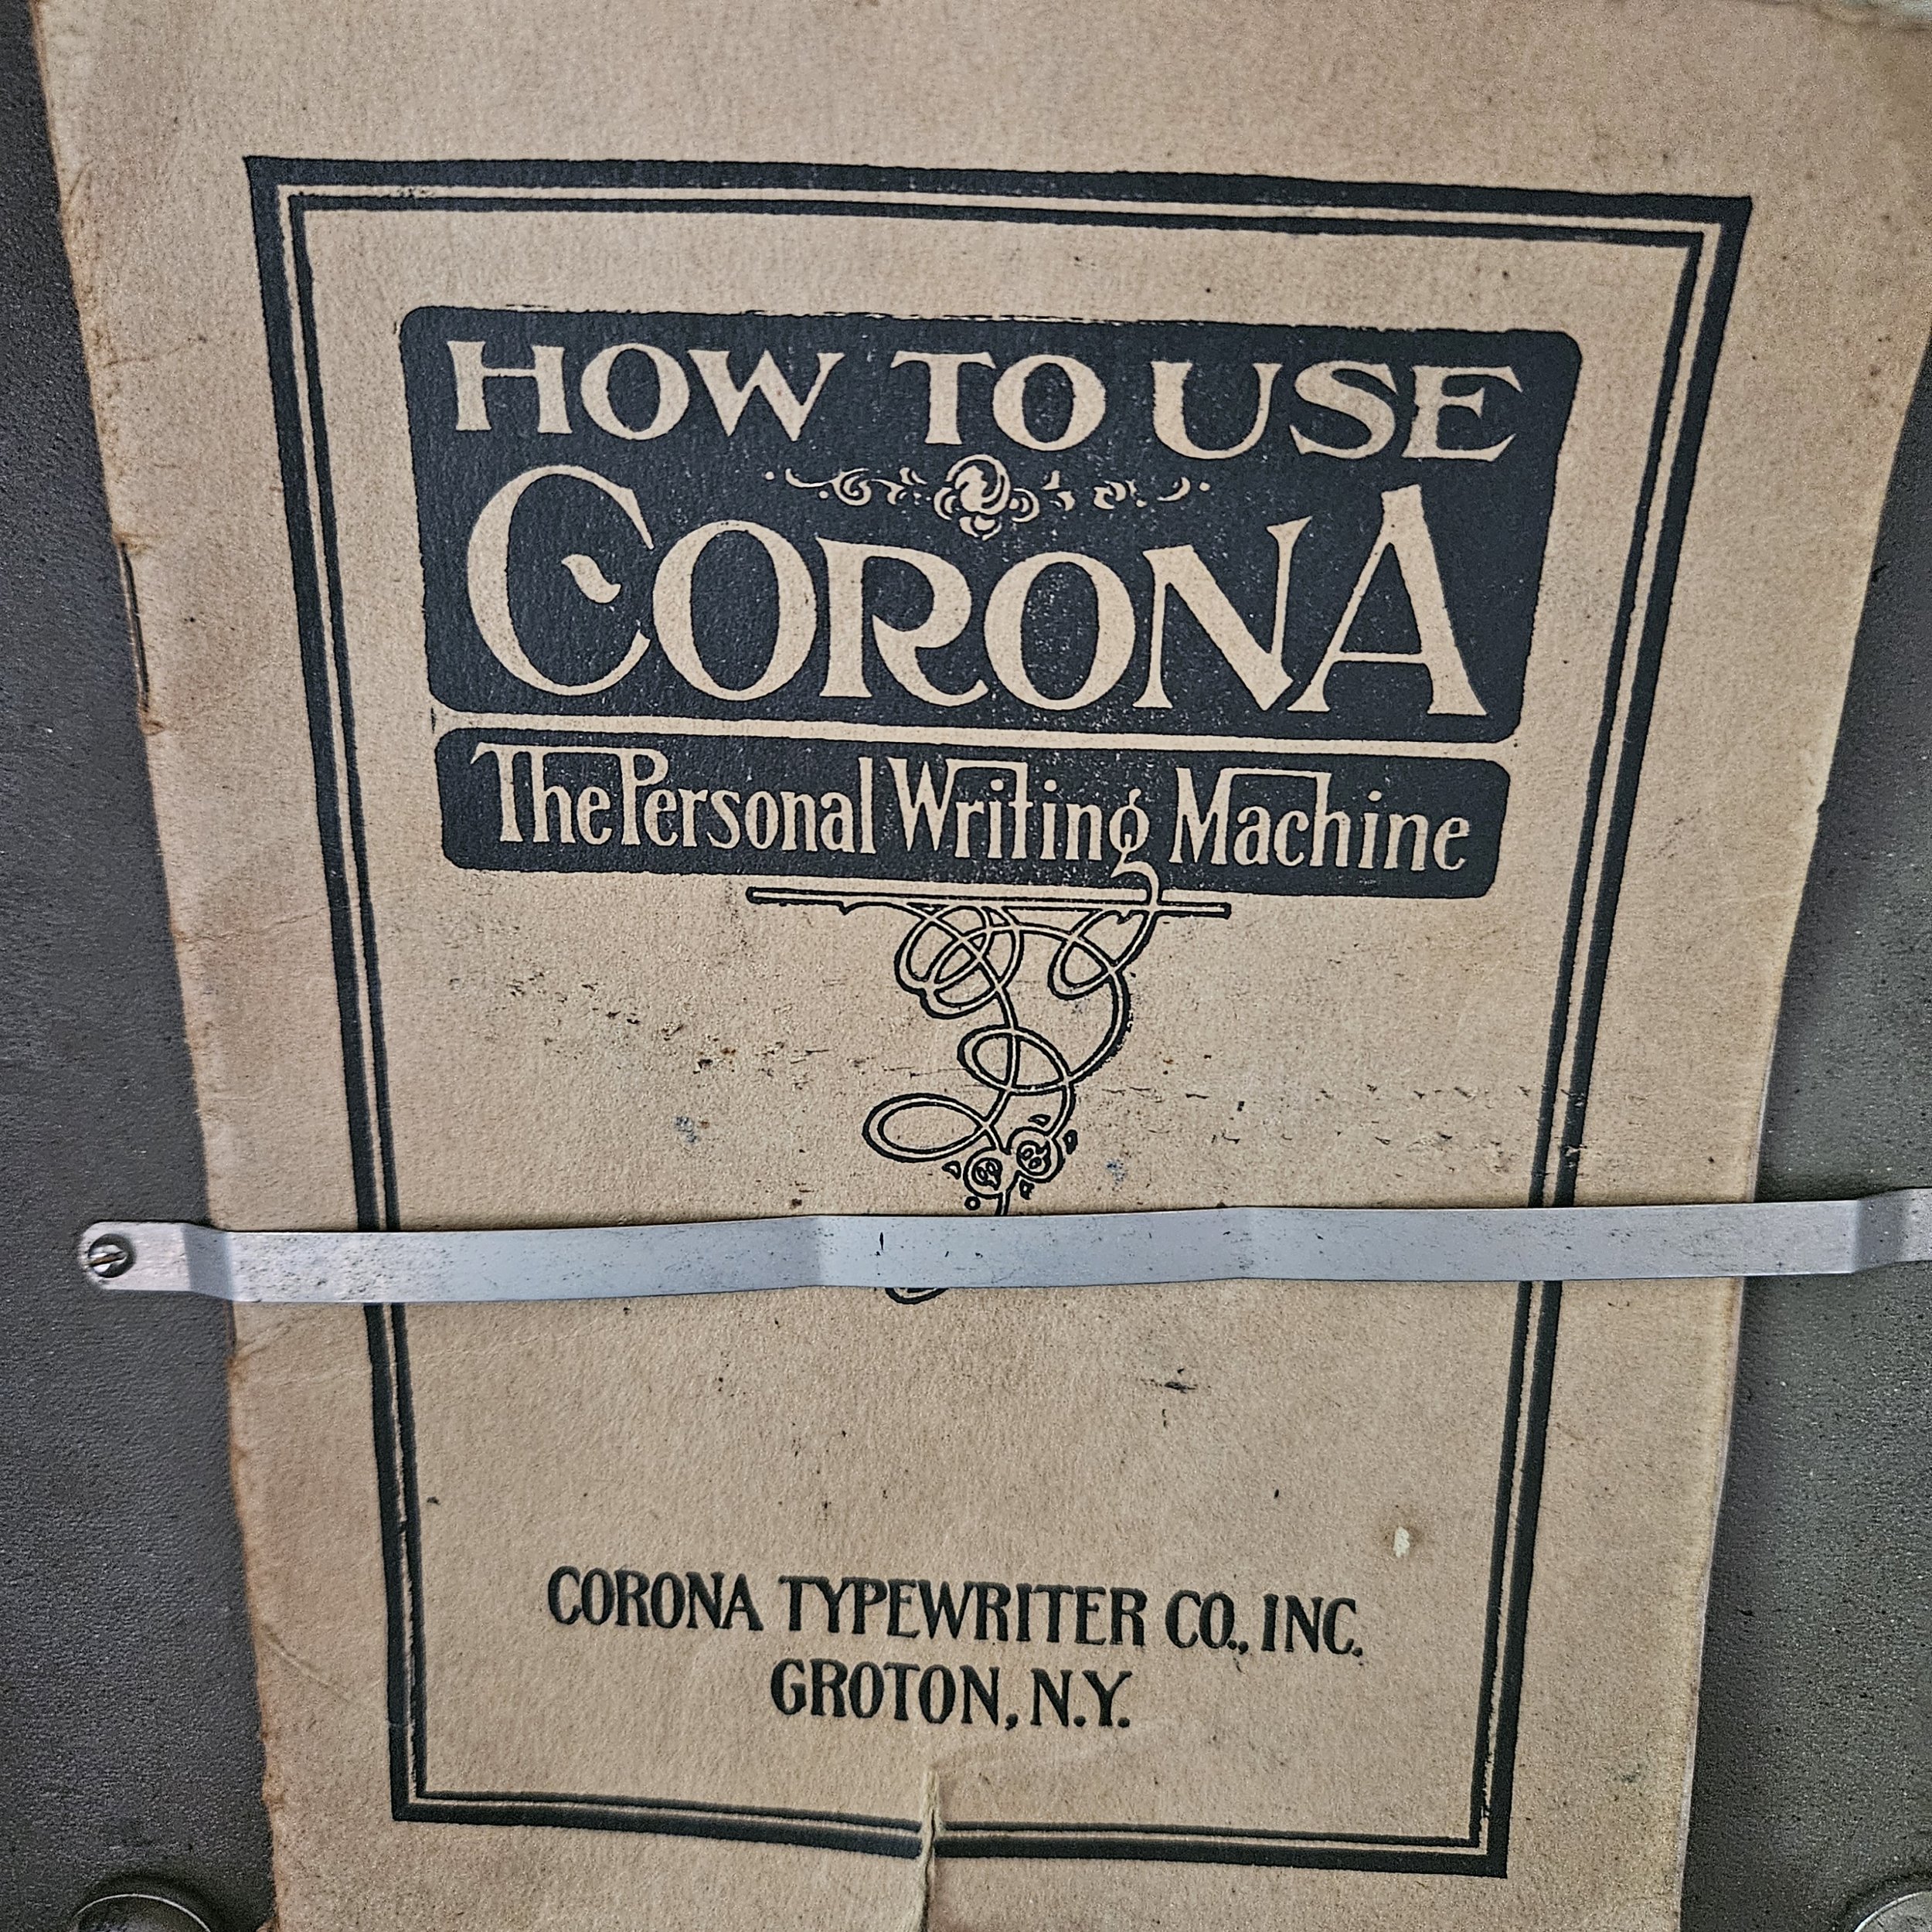 HOW TO USE
CORONA
The Personal Writing Machine
CORONA TYPEWRITER CO., INC.
GROTON, N.Y.